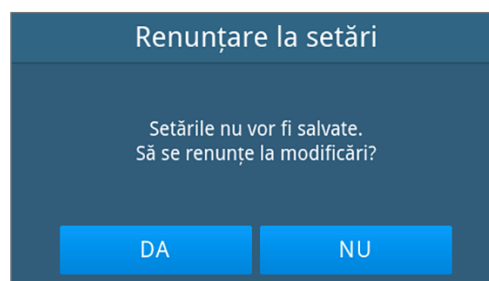 Renunțare la setări
Setările nu vor fi salvate.
Să se renunțe la modificări?
DA
NU